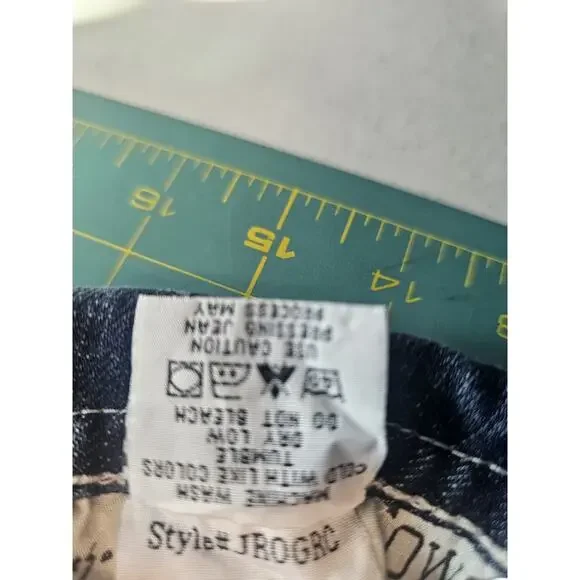 MACHINE WASH
COLD WITH LIKE COLORS
TUMBLE
DRY LOW
DO NOT BLEACH
USE CAUTION
PRESSING JEAN
PROCESS MAY
Style# JROGRC
16
15
14